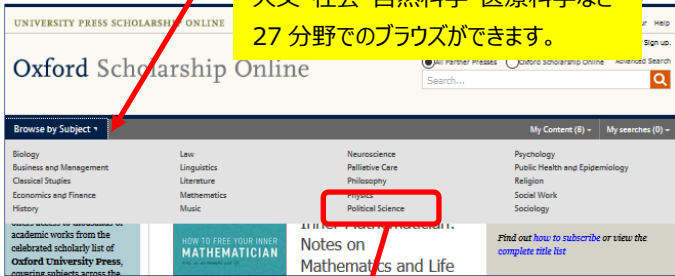 UNIVERSITY PRESS SCHOLARSHIP ONLINE
27 分野でのブラウズができます。
Help
Sign up.
Oxford Scholarship Online
All Partner Presses Oxford Scholarship Online Advanced Search
Search...
Browse by Subject
My Content (8) My searches (0)
Biology Law Neuroscience Psychology
Business and Management Linguistics Palliative Care Public Health and Epidemiology
Classical Studies Literature Philosophy Religion
Economics and Finance Mathematics Physics Social Work
History Music Political Science Sociology
academic works from the
celebrated scholarly list of
Oxford University Press,
covering subjects across the
HOW TO FREE YOUR INNER
MATHEMATICIAN
Inner Mathematician:
Notes on
Mathematics and Life
Find out how to subscribe or view the
complete title list